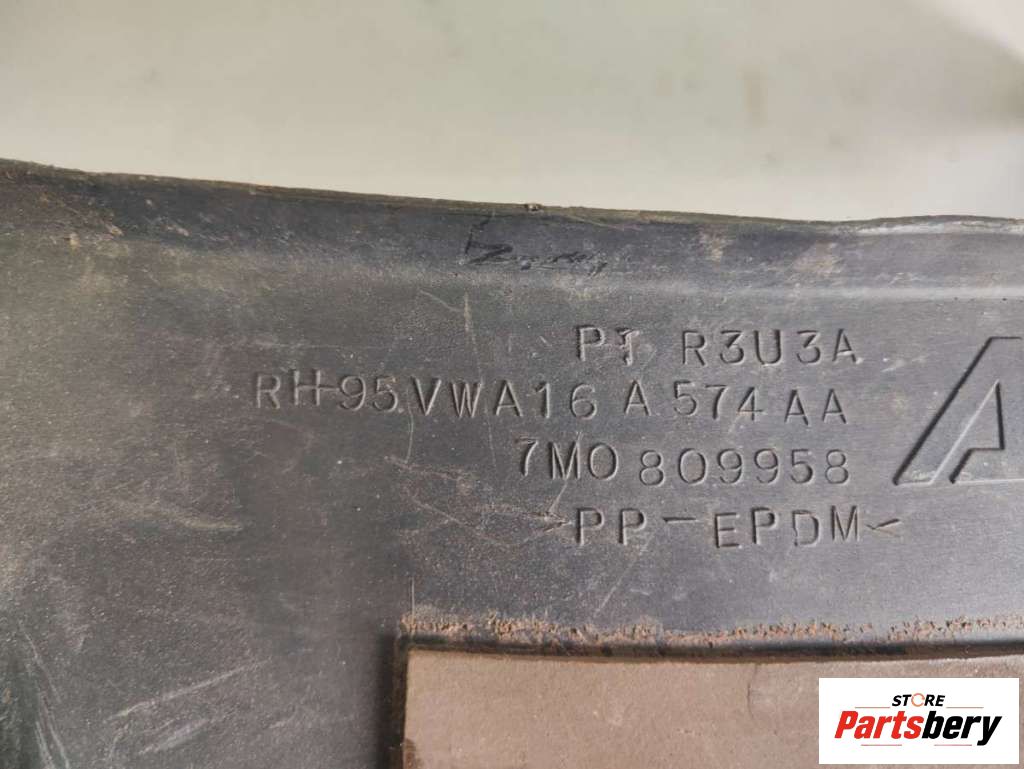 PT R3U3A
RH-95VWA16 A 574 AA
7M0 809958
>PP-EPDM<
STORE
Partsbery